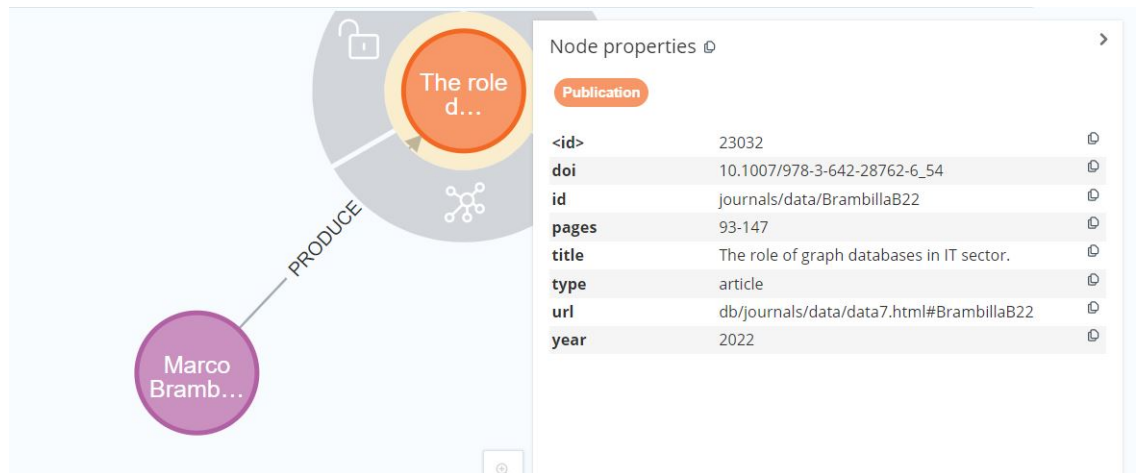 The role
d...
PRODUCE
Marco
Bramb...
Node properties
Publication
<id> 23032
doi 10.1007/978-3-642-28762-6_54
id journals/data/BrambillaB22
pages 93-147
title The role of graph databases in IT sector.
type article
url db/journals/data/data7.html#BrambillaB22
year 2022